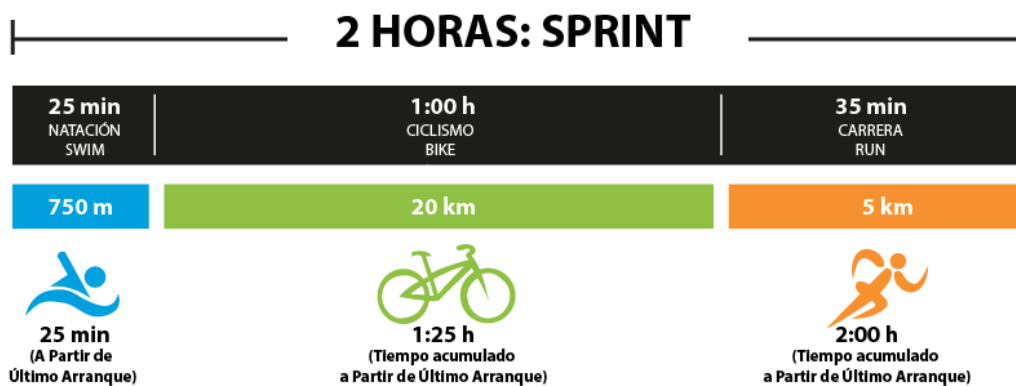 2 HORAS: SPRINT
25 min
NATACIÓN
SWIM
1:00 h
CICLISMO
BIKE
35 min
CARRERA
RUN
750 m
20 km
5 km
25 min
(A Partir de
Último Arranque)
1:25 h
(Tiempo acumulado
a Partir de Último Arranque)
2:00 h
(Tiempo acumulado
a Partir de Último Arranque)